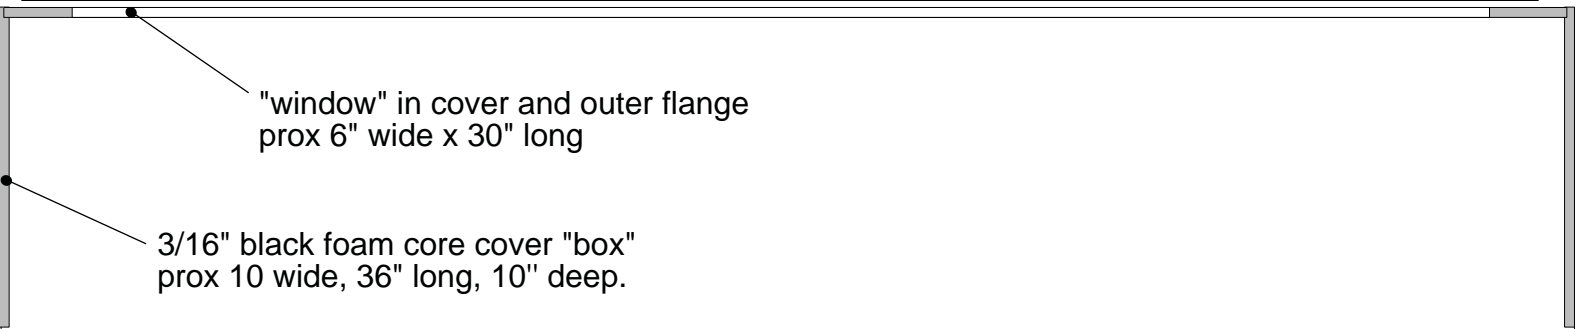 "window" in cover and outer flange
prox 6" wide x 30" long
3/16" black foam core cover "box"
prox 10 wide, 36" long, 10" deep.